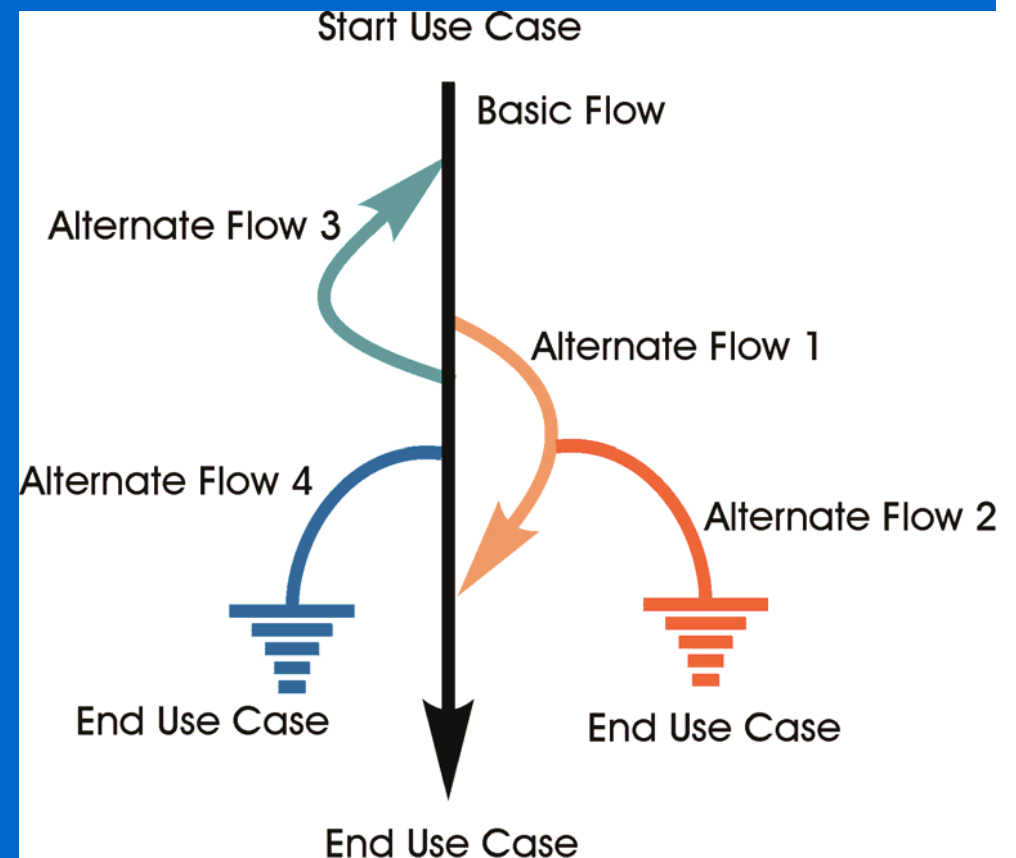 Start Use Case
Basic Flow
Alternate Flow 3
Alternate Flow 1
Alternate Flow 4
Alternate Flow 2
End Use Case
End Use Case
End Use Case